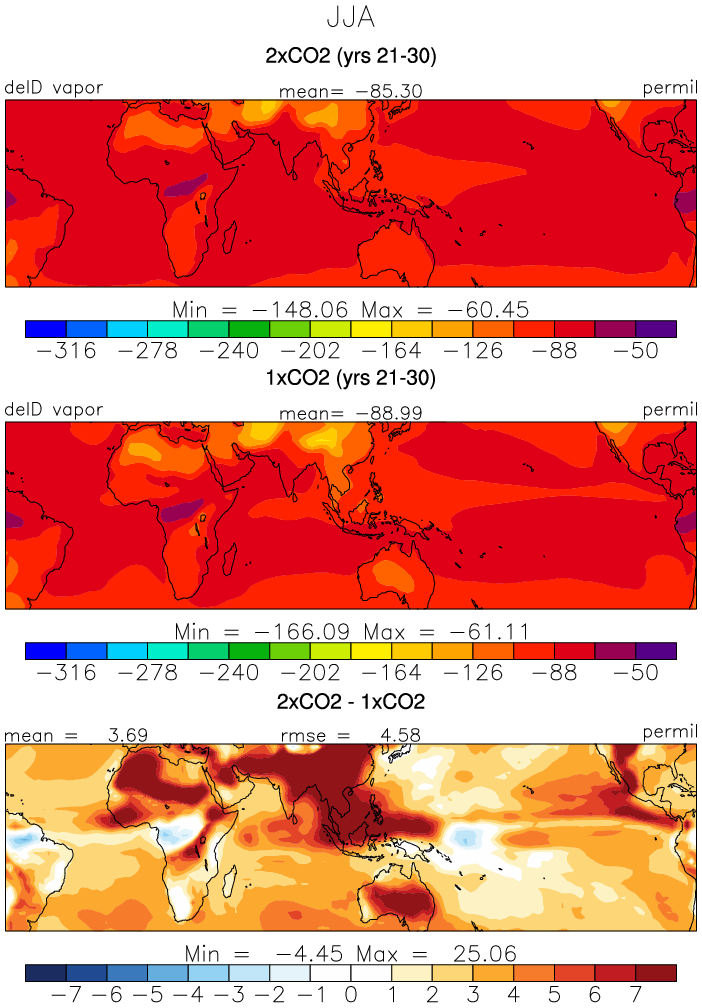 JJA
2xCO2 (yrs 21-30)
delD vapor mean= −85.30 permil
Min = −148.06 Max = −60.45
−316 −278 −240 −202 −164 −126 −88 −50
1xCO2 (yrs 21-30)
delD vapor mean= −88.99 permil
Min = −166.09 Max = −61.11
−316 −278 −240 −202 −164 −126 −88 −50
2xCO2 - 1xCO2
mean = 3.69 rmse = 4.58 permil
Min = −4.45 Max = 25.06
−7 −6 −5 −4 −3 −2 −1 0 1 2 3 4 5 6 7